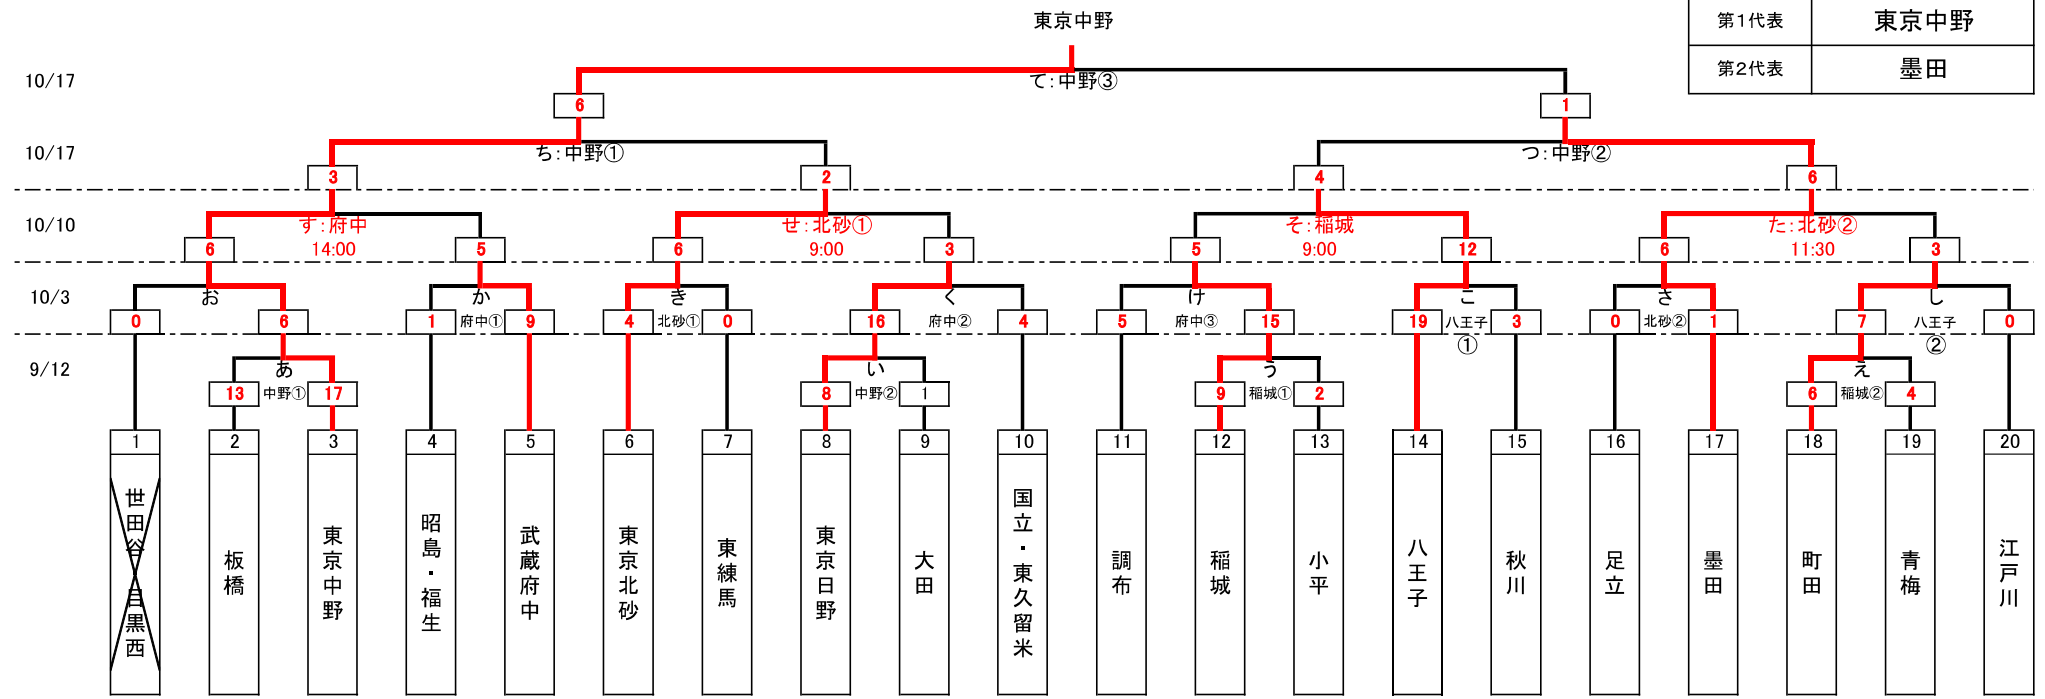 東京中野
第1代表 東京中野
第2代表 墨田
10/17
て:中野③
6 1
10/17
ち:中野① つ:中野②
3 2 4 6
10/10
す:府中 せ:北砂① そ:稲城 た:北砂②
6 14:00 5 6 9:00 3 5 9:00 12 6 11:30 3
10/3
お か き く け こ さ し
0 6 1 府中① 9 4 北砂① 0 16 府中② 4 5 府中③ 15 19 八王子 3 0 北砂② 1 7 八王子 0
① ②
9/12
あ い う え
13 中野① 17 8 中野② 1 9 稲城① 2 6 稲城② 4
1 2 3 4 5 6 7 8 9 10 11 12 13 14 15 16 17 18 19 20
世田谷目黒西
板橋
東京中野
昭島・福生
武蔵府中
東京北砂
東練馬
東京日野
大田
国立・東久留米
調布
稲城
小平
八王子
秋川
足立
墨田
町田
青梅
江戸川